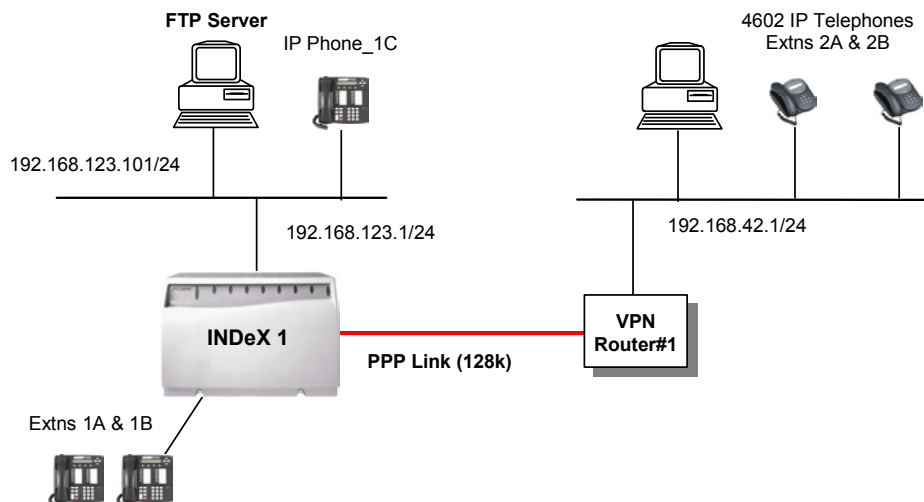 FTP Server
IP Phone_1C
4602 IP Telephones
Extns 2A & 2B
192.168.123.101/24
192.168.123.1/24
192.168.42.1/24
INDeX 1
VPN
Router#1
PPP Link (128k)
Extns 1A & 1B